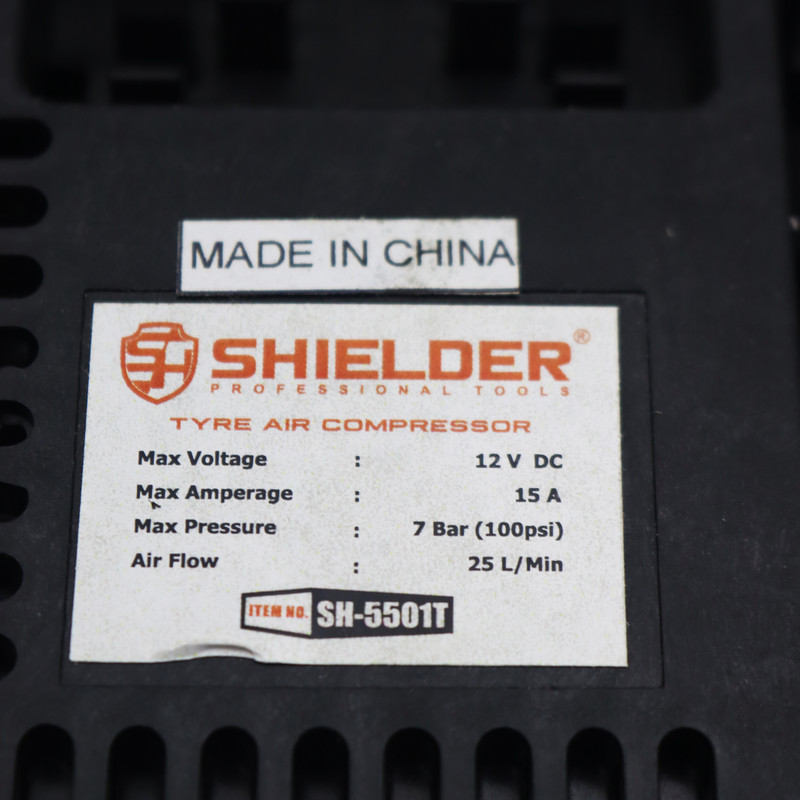 MADE IN CHINA
SH SHIELDER®
PROFESSIONAL TOOLS
TYRE AIR COMPRESSOR
Max Voltage : 12 V DC
Max Amperage : 15 A
Max Pressure : 7 Bar (100psi)
Air Flow : 25 L/Min
ITEM NO. SH-5501T